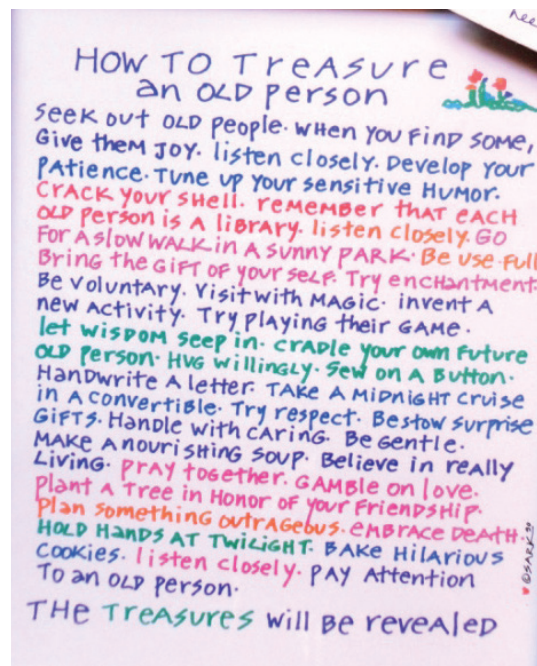 nee
HOW TO Treasure
an OLD person
Seek out OLD people. When you find some,
Give them JOY. listen closely. Develop your
PAtience. Tune up your sensitive Humor.
CRACK your shell. remember that each
OLD person is a library. listen closely. GO
For A slow WALK in A sunny PARK. Be use-full
Bring the GIFT of your self. Try enchantment.
Be voluntary. Visit with MAGIC. invent A
new Activity. Try playing their GAME.
let WISDOM seep in. CRADLE your own future
OLD person. HUG willingly. Sew on A Button.
Handwrite A letter. TAKE A MIDNIGHT Cruise
in A convertible. Try respect. Bestow surprise
GIFTS. Handle with CARING. Be Gentle.
MAKE A nourishing soup. Believe in really
Living. Pray together. GAMBLE on love.
Plant A Tree in Honor of your Friendship.
Plan something outrageous. EMBRACE DEATH.
HOLD HANDS AT TWILIGHT. BAKE Hilarious
Cookies. listen closely. PAY Attention
To an OLD person.
THE Treasures will Be revealed